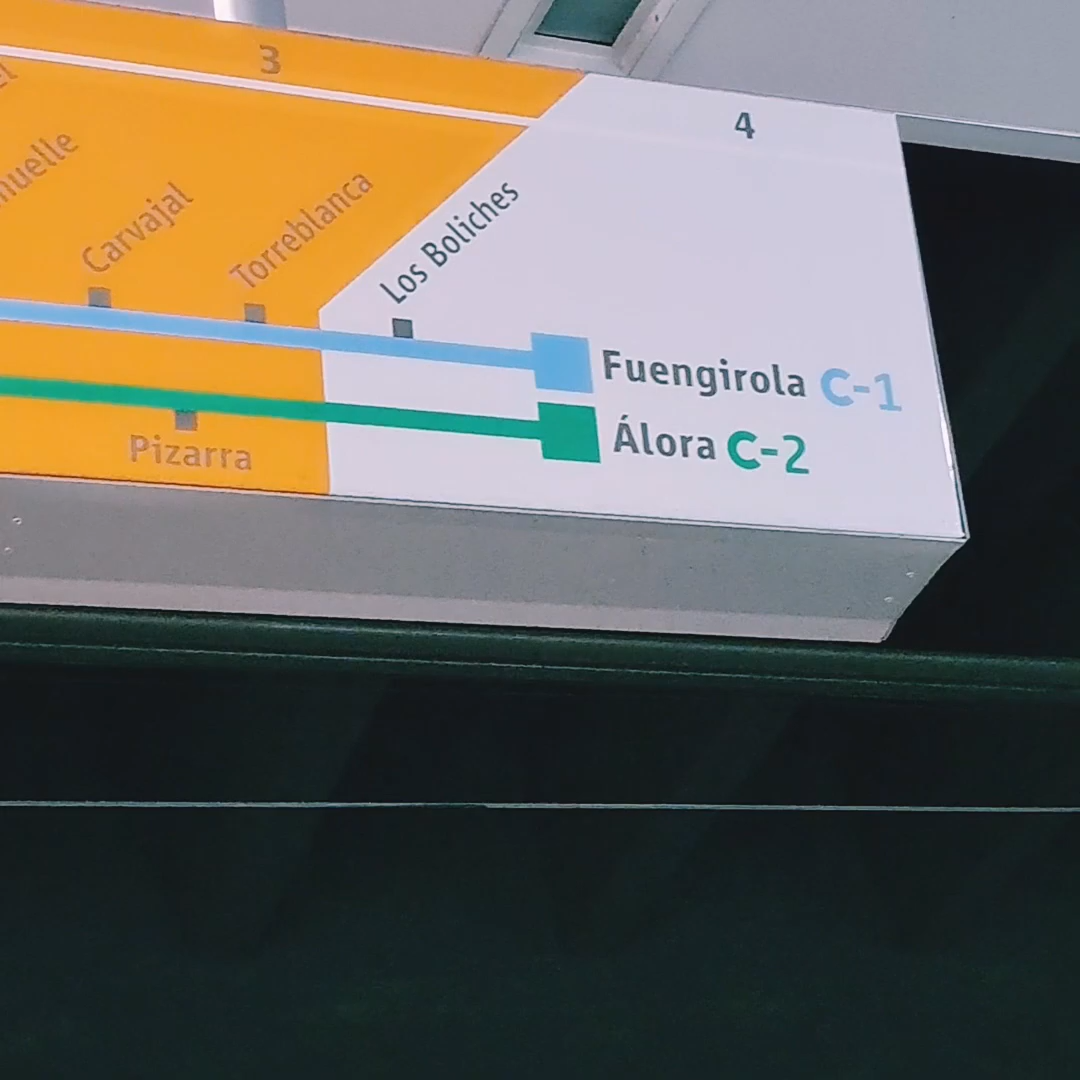 3
4
Carvajal
Torreblanca
Los Boliches
Fuengirola C-1
Álora C-2
Pizarra